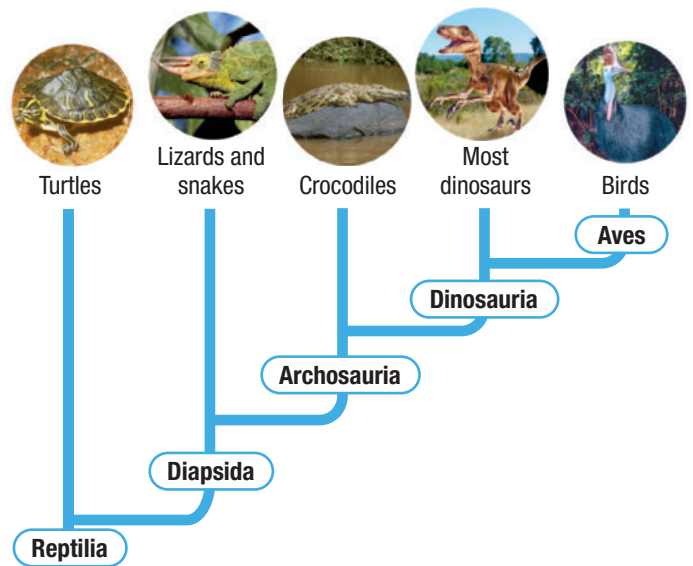 Turtles
Lizards and
snakes
Crocodiles
Most
dinosaurs
Birds
Aves
Dinosauria
Archosauria
Diapsida
Reptilia